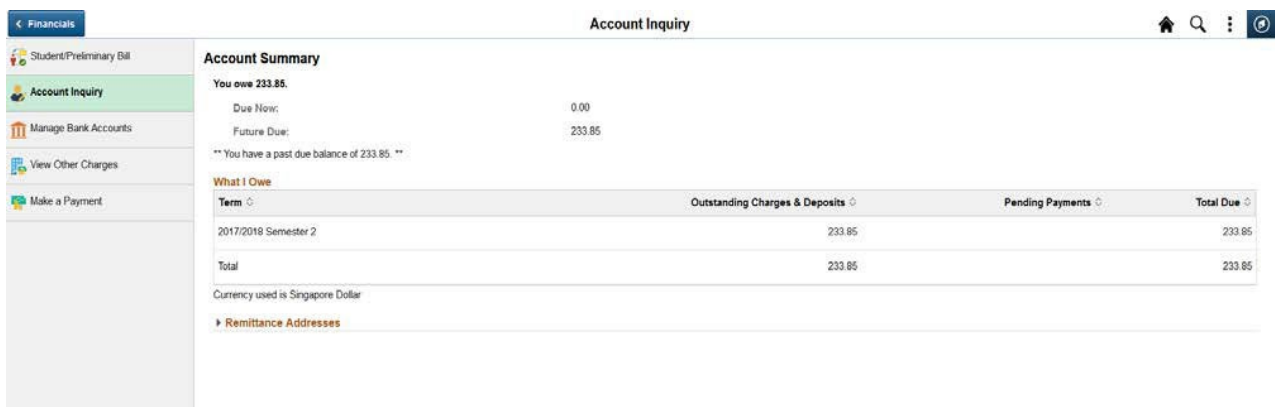 Financials
Account Inquiry
Student/Preliminary Bill
Account Inquiry
Manage Bank Accounts
View Other Charges
Make a Payment
Account Summary
You owe 233.85.
Due Now: 0.00
Future Due: 233.85
** You have a past due balance of 233.85. **
What I Owe
Term Outstanding Charges & Deposits Pending Payments Total Due
2017/2018 Semester 2 233.85 233.85
Total 233.85 233.85
Currency used is Singapore Dollar
Remittance Addresses